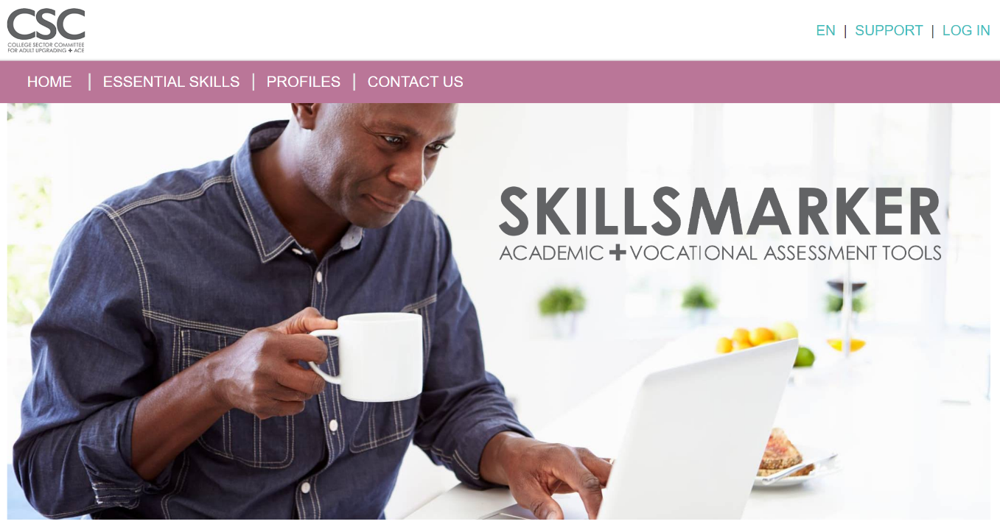 CSC
COLLEGE SECTOR COMMITTEE
FOR ADULT UPGRADING + ACE
EN | SUPPORT | LOG IN
HOME | ESSENTIAL SKILLS | PROFILES | CONTACT US
SKILLSMARKER
ACADEMIC + VOCATIONAL ASSESSMENT TOOLS